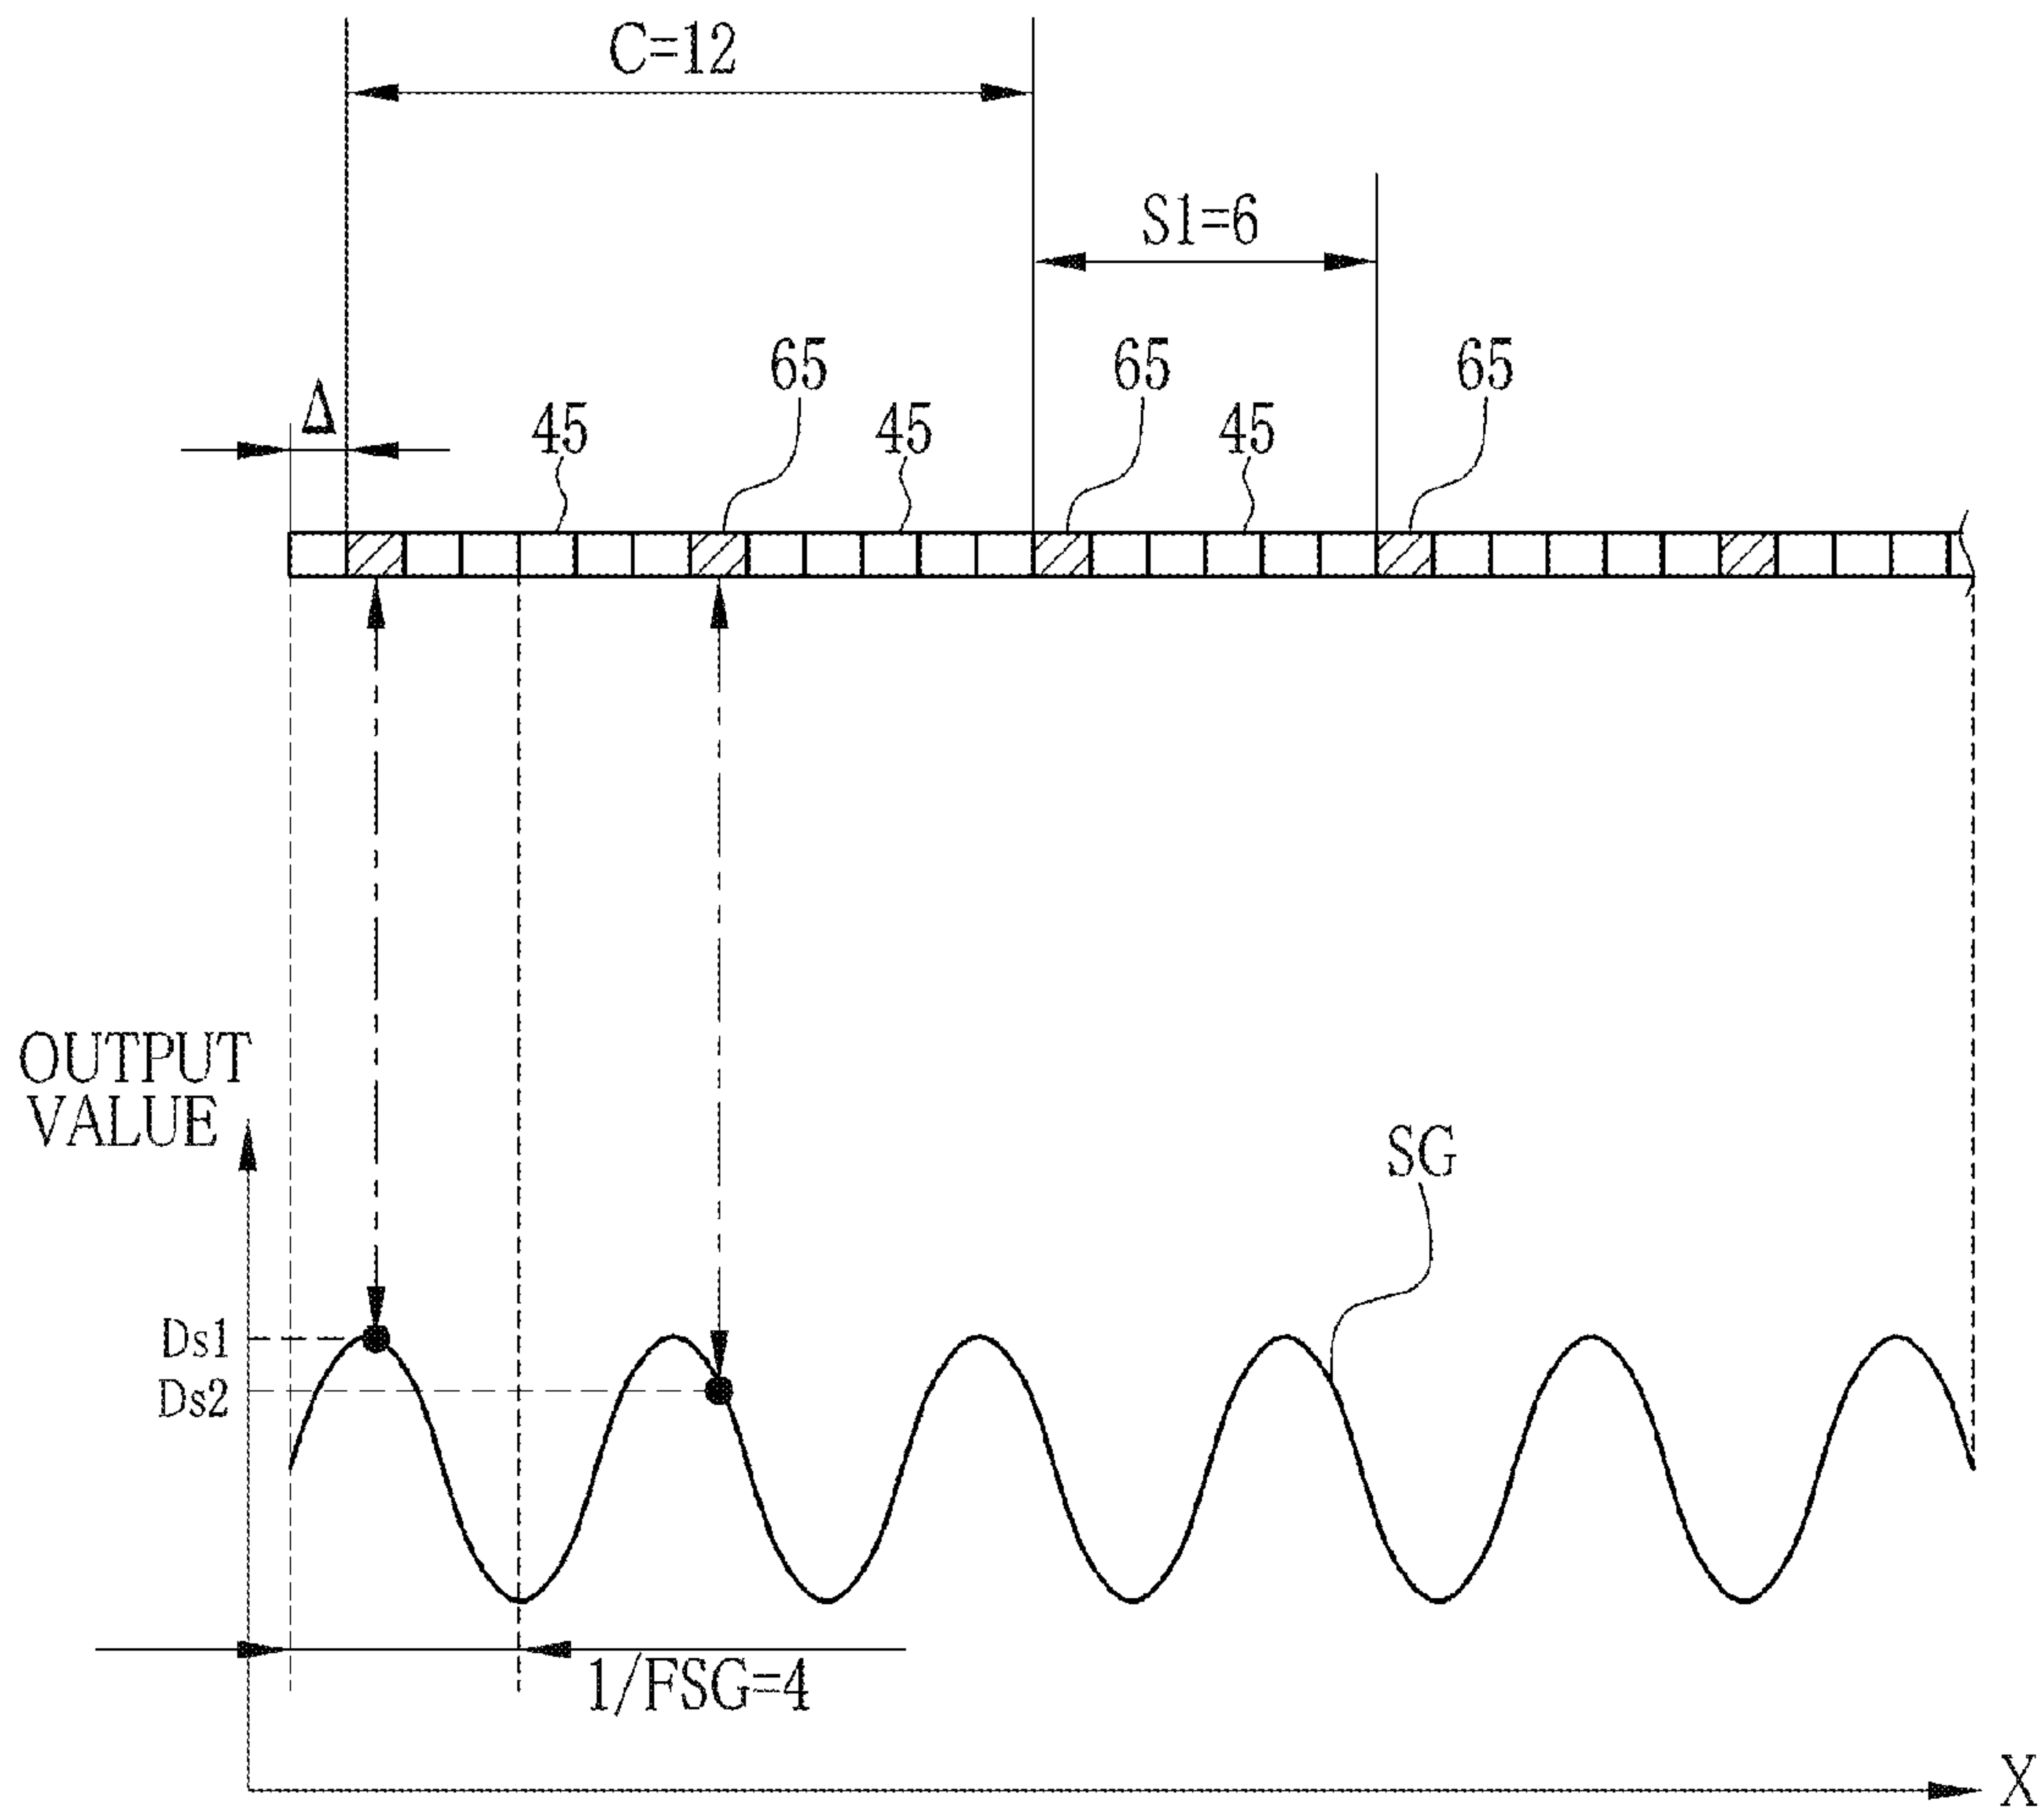 C=12
S1=6
65
65
65
Δ
45
45
45
OUTPUT
VALUE
SG
Ds1
Ds2
1/FSG=4
X